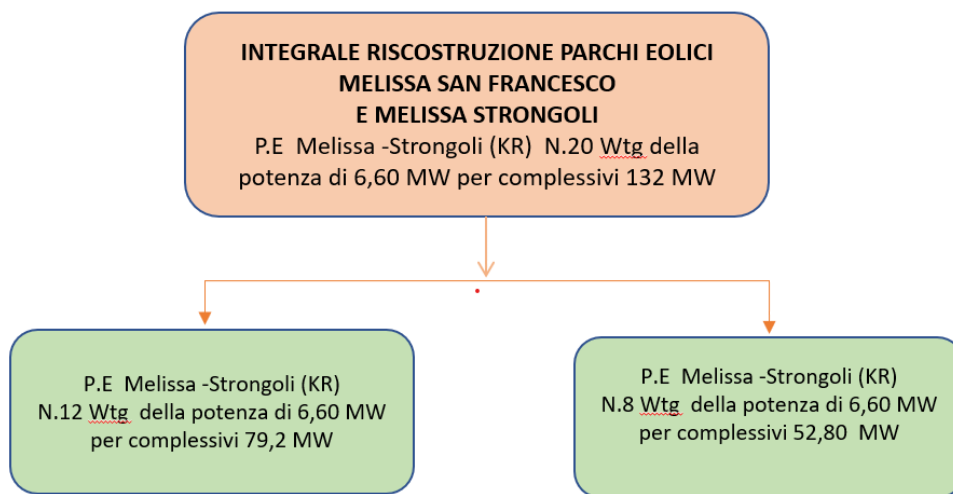 INTEGRALE RISCOSTRUZIONE PARCHI EOLICI
MELISSA SAN FRANCESCO
E MELISSA STRONGOLI
P.E Melissa -Strongoli (KR) N.20 Wtg della
potenza di 6,60 MW per complessivi 132 MW
P.E Melissa -Strongoli (KR)
N.12 Wtg della potenza di 6,60 MW
per complessivi 79,2 MW
P.E Melissa -Strongoli (KR)
N.8 Wtg della potenza di 6,60 MW
per complessivi 52,80 MW